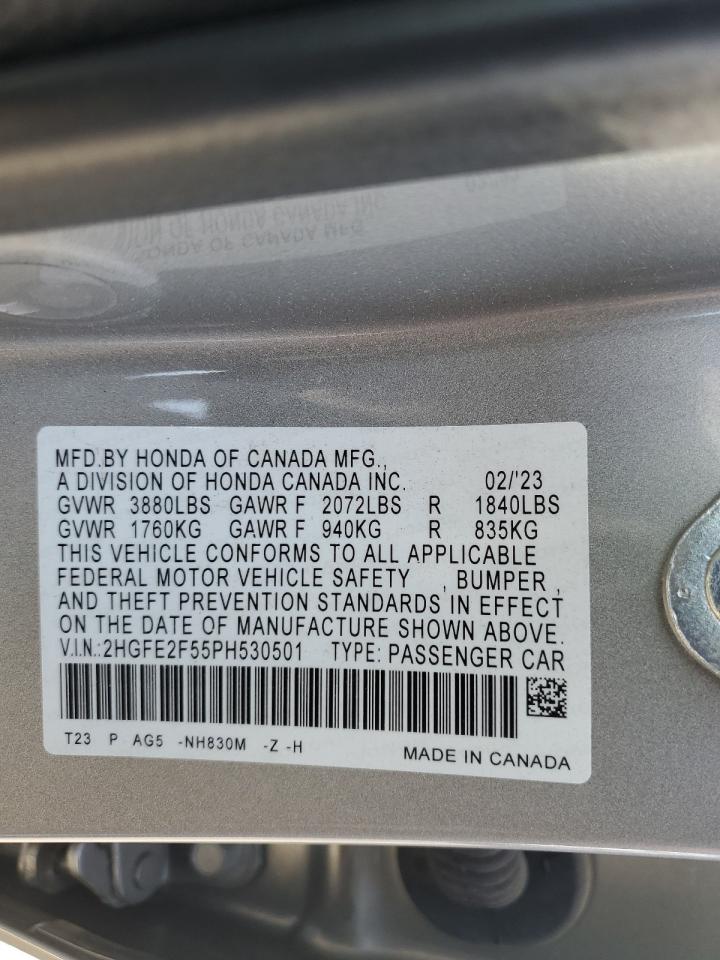 MFD.BY HONDA OF CANADA MFG.,
A DIVISION OF HONDA CANADA INC. 02/'23
GVWR 3880LBS GAWR F 2072LBS R 1840LBS
GVWR 1760KG GAWR F 940KG R 835KG
THIS VEHICLE CONFORMS TO ALL APPLICABLE
FEDERAL MOTOR VEHICLE SAFETY , BUMPER ,
AND THEFT PREVENTION STANDARDS IN EFFECT
ON THE DATE OF MANUFACTURE SHOWN ABOVE.
V.I.N.:2HGFE2F55PH530501 TYPE: PASSENGER CAR
T23 P AG5 -NH830M -Z -H
MADE IN CANADA